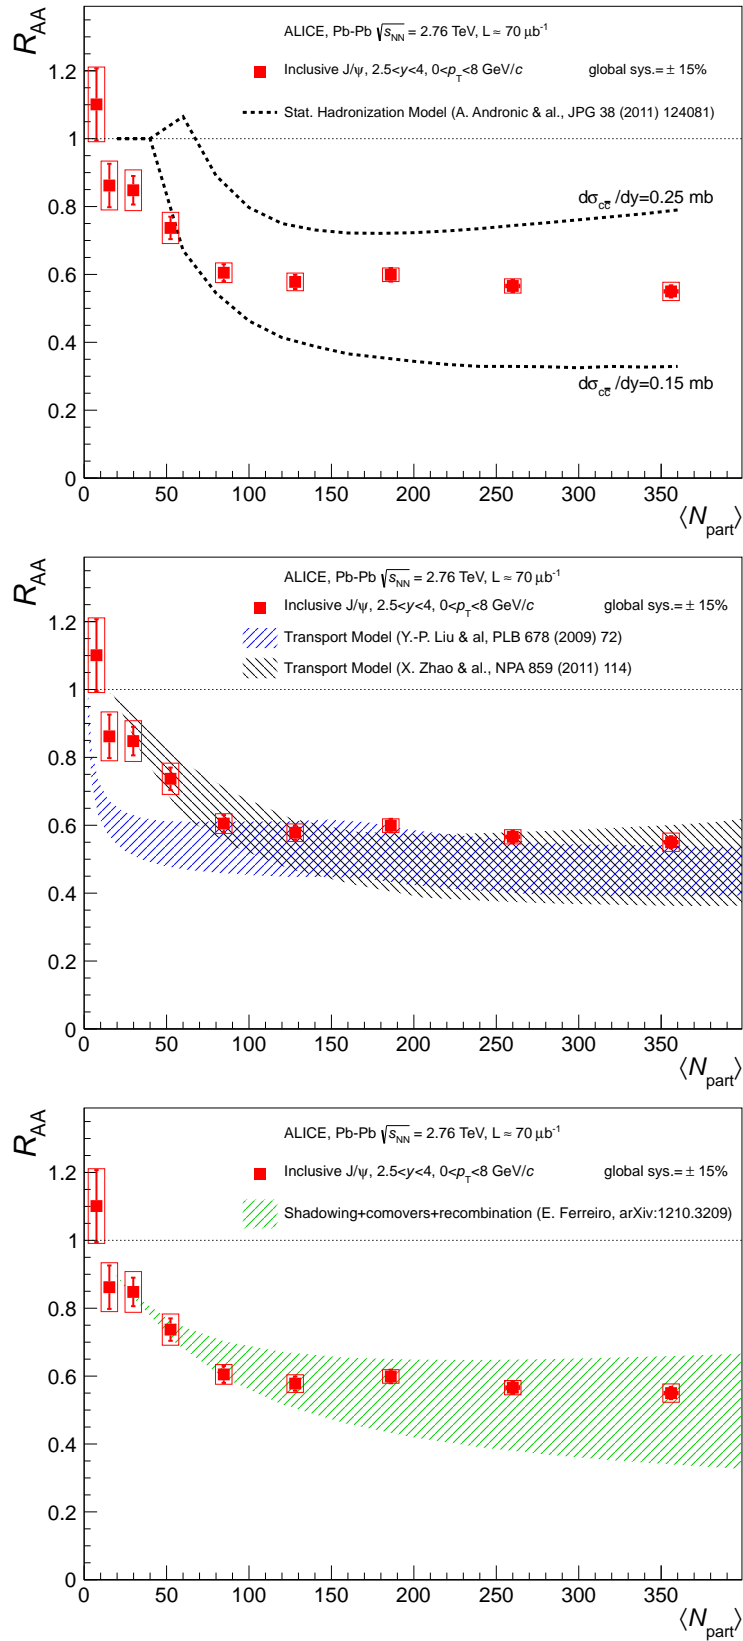 R_AA
ALICE, Pb-Pb √s_NN = 2.76 TeV, L ≈ 70 μb⁻¹
Inclusive J/ψ, 2.5<y<4, 0<p_T<8 GeV/c global sys.= ± 15%
Stat. Hadronization Model (A. Andronic & al., JPG 38 (2011) 124081)
1.2
1
0.8
dσ_cc̅/dy=0.25 mb
0.6
0.4
dσ_cc̅/dy=0.15 mb
0.2
0
0 50 100 150 200 250 300 350
⟨N_part⟩
R_AA
ALICE, Pb-Pb √s_NN = 2.76 TeV, L ≈ 70 μb⁻¹
Inclusive J/ψ, 2.5<y<4, 0<p_T<8 GeV/c global sys.= ± 15%
Transport Model (Y.-P. Liu & al, PLB 678 (2009) 72)
Transport Model (X. Zhao & al., NPA 859 (2011) 114)
1.2
1
0.8
0.6
0.4
0.2
0
0 50 100 150 200 250 300 350
⟨N_part⟩
R_AA
ALICE, Pb-Pb √s_NN = 2.76 TeV, L ≈ 70 μb⁻¹
Inclusive J/ψ, 2.5<y<4, 0<p_T<8 GeV/c global sys.= ± 15%
Shadowing+comovers+recombination (E. Ferreiro, arXiv:1210.3209)
1.2
1
0.8
0.6
0.4
0.2
0
0 50 100 150 200 250 300 350
⟨N_part⟩